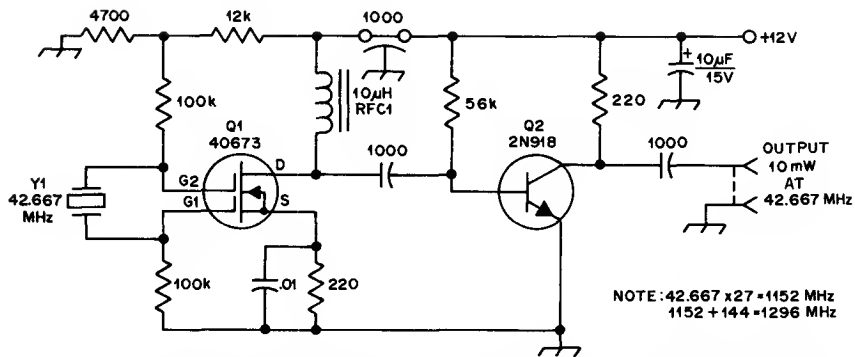 4700
12k
1000
+12V
+ 10µF
15V
100k
10µH
RFC1
56k
220
Q1
40673
Q2
2N918
D
1000
1000
OUTPUT
10mW
AT
42.667
MHz
Y1
42.667
MHz
G2
S
G1
100k
.01
220
NOTE: 42.667 x 27 = 1152 MHz
1152 + 144 = 1296 MHz